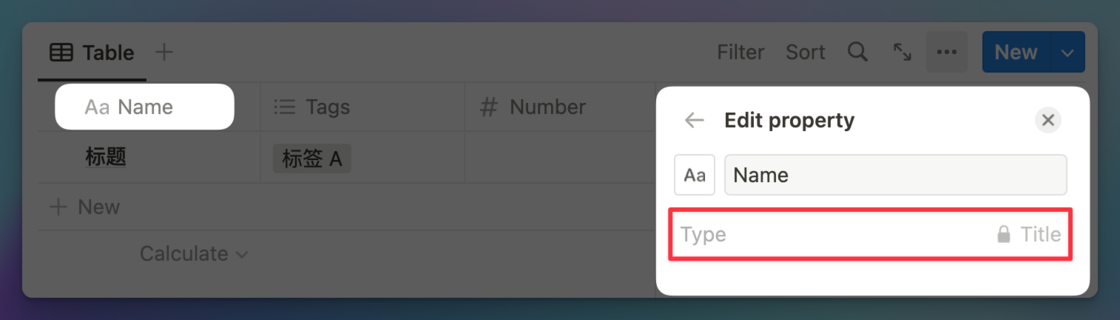 Table
Filter Sort New
Aa Name Tags # Number
标题 标签 A
New
Calculate
Edit property
Aa Name
Type Title